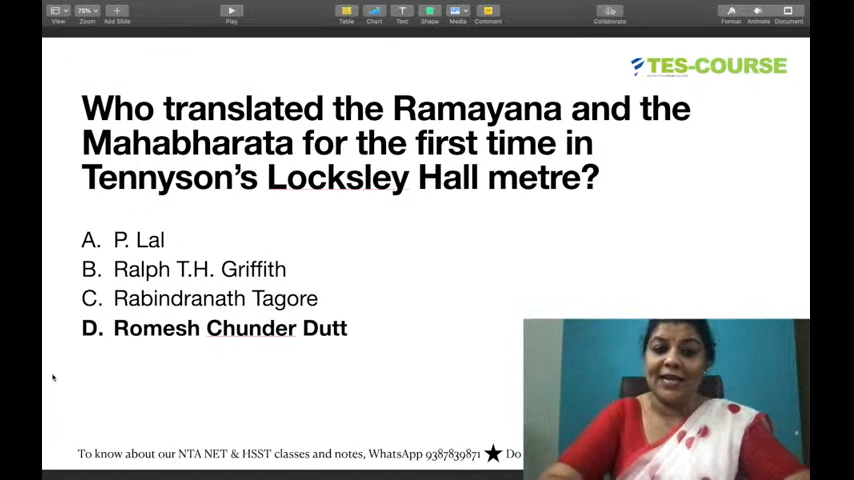 View
76%
Zoom
Add Slide
Play
Table
Chart
Text
Shape
Media
Comment
Collaborate
Format
Animate
Document
TES-COURSE
Who translated the Ramayana and the
Mahabharata for the first time in
Tennyson’s Locksley Hall metre?
A. P. Lal
B. Ralph T.H. Griffith
C. Rabindranath Tagore
D. Romesh Chunder Dutt
To know about our NTA NET & HSST classes and notes, WhatsApp 9387839871 ★ Do